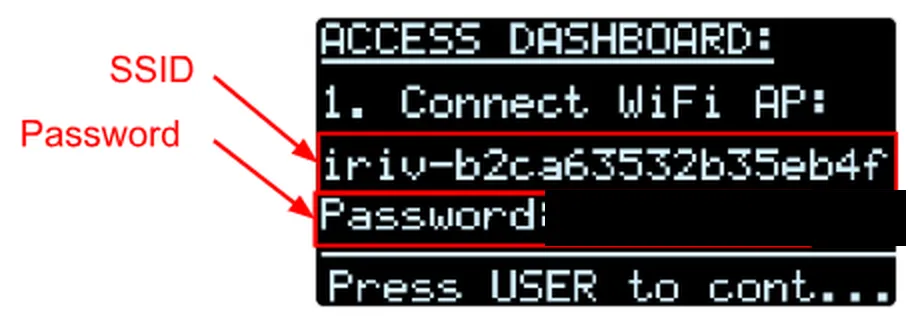 SSID
Password
ACCESS DASHBOARD:
1. Connect WiFi AP:
iriv-b2ca63532b35eb4f
Password:
Press USER to cont...